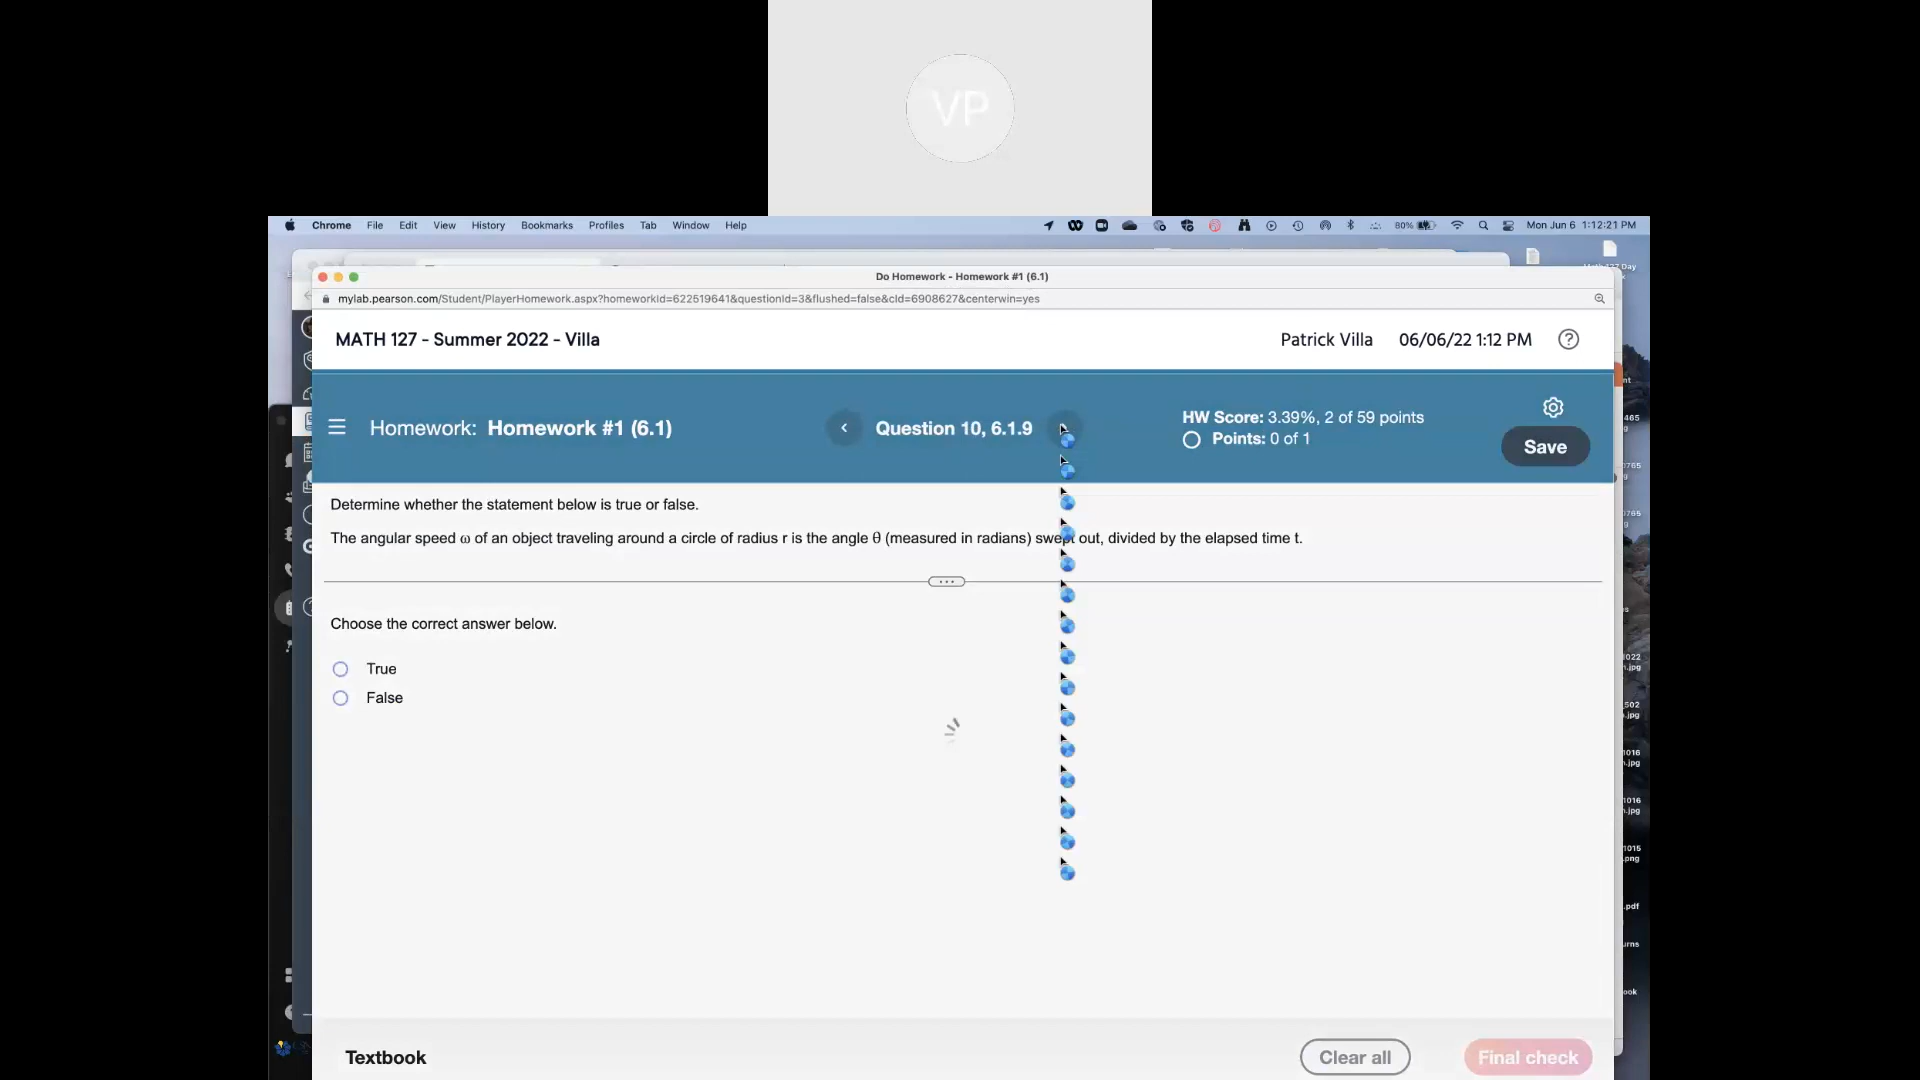 VP
Chrome File Edit View History Bookmarks Profiles Tab Window Help 80% Mon Jun 6 1:12:21 PM
Do Homework - Homework #1 (6.1)
mylab.pearson.com/Student/PlayerHomework.aspx?homeworkId=622519641&questionId=3&flushed=false&cId=6908627&centerwin=yes
MATH 127 - Summer 2022 - Villa Patrick Villa 06/06/22 1:12 PM ?
Homework: Homework #1 (6.1) Question 10, 6.1.9 HW Score: 3.39%, 2 of 59 points
Points: 0 of 1
Save
Determine whether the statement below is true or false.
The angular speed ω of an object traveling around a circle of radius r is the angle θ (measured in radians) swept out, divided by the elapsed time t.
Choose the correct answer below.
True
False
Textbook Clear all Final check